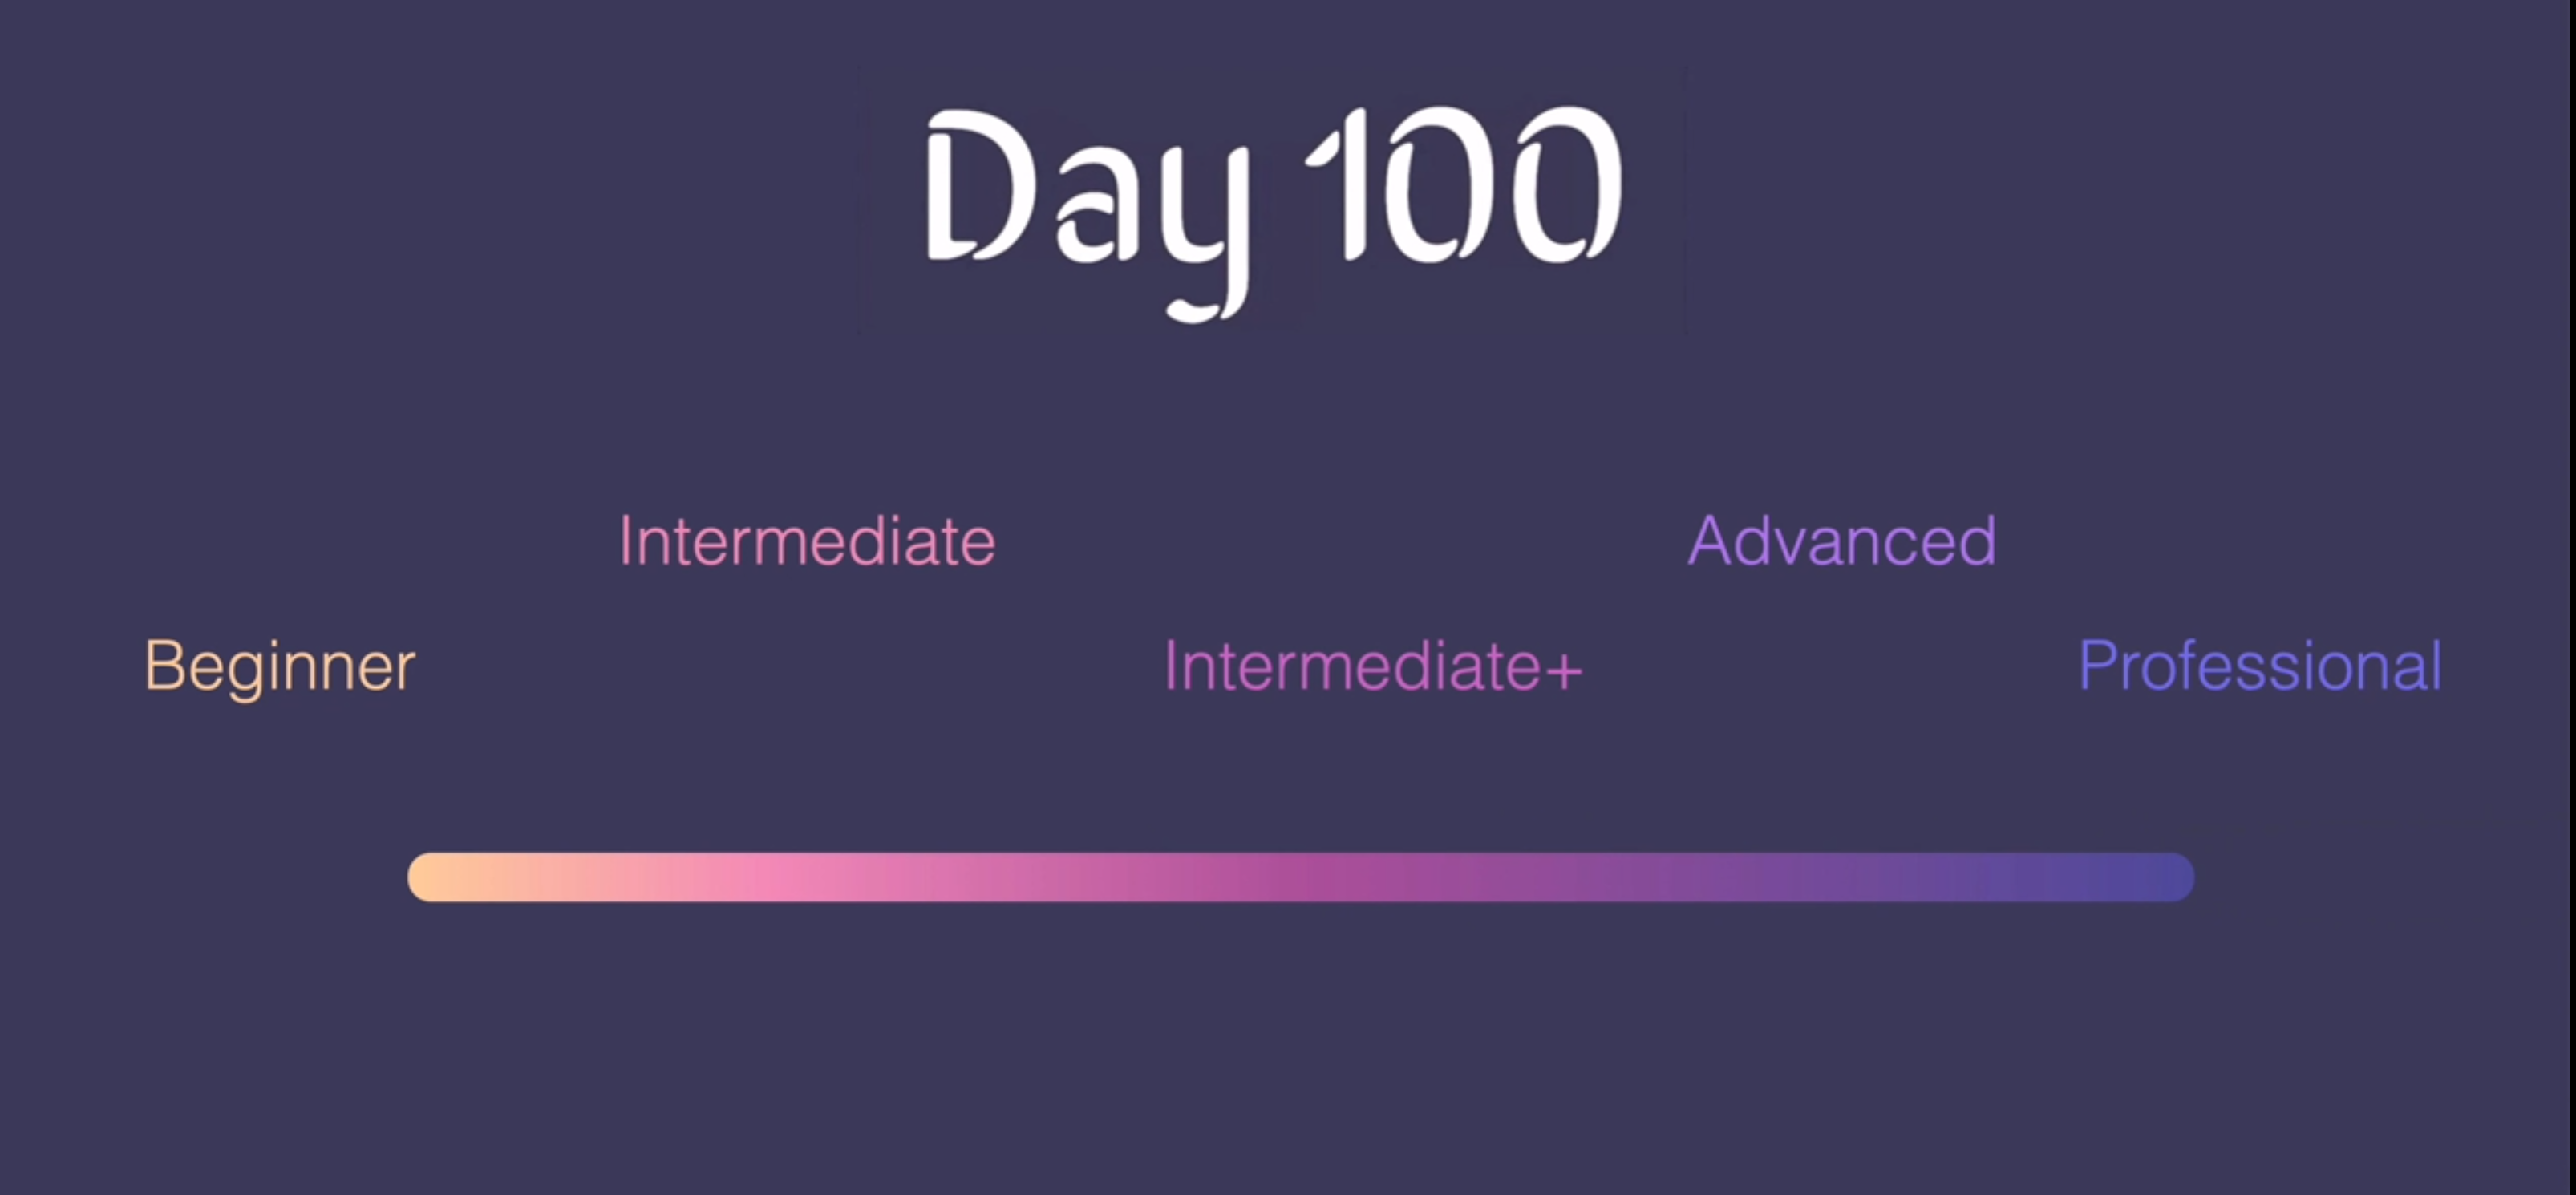 Day 100
Intermediate Advanced
Beginner Intermediate+ Professional